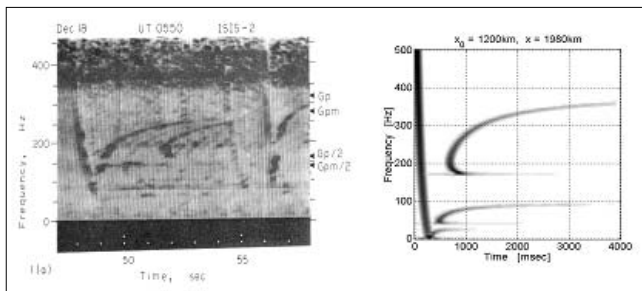 Dec 18 UT 0550 ISIS-2
400
200
0
Frequency, Hz
Gp
Gpm
Gp/2
Gpm/2
50 55
Time, sec
1(a)
x₀ = 1200km, x = 1980km
500
400
300
200
100
0
Frequency [Hz]
0 1000 2000 3000 4000
Time [msec]